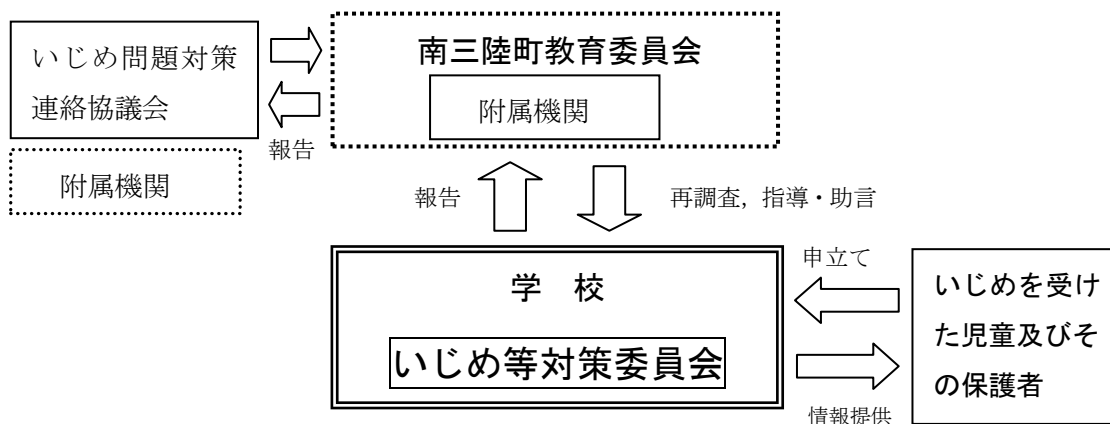 いじめ問題対策
連絡協議会
附属機関
報告
南三陸町教育委員会
附属機関
報告
再調査，指導・助言
学　校
いじめ等対策委員会
申立て
情報提供
いじめを受け
た児童及びそ
の保護者